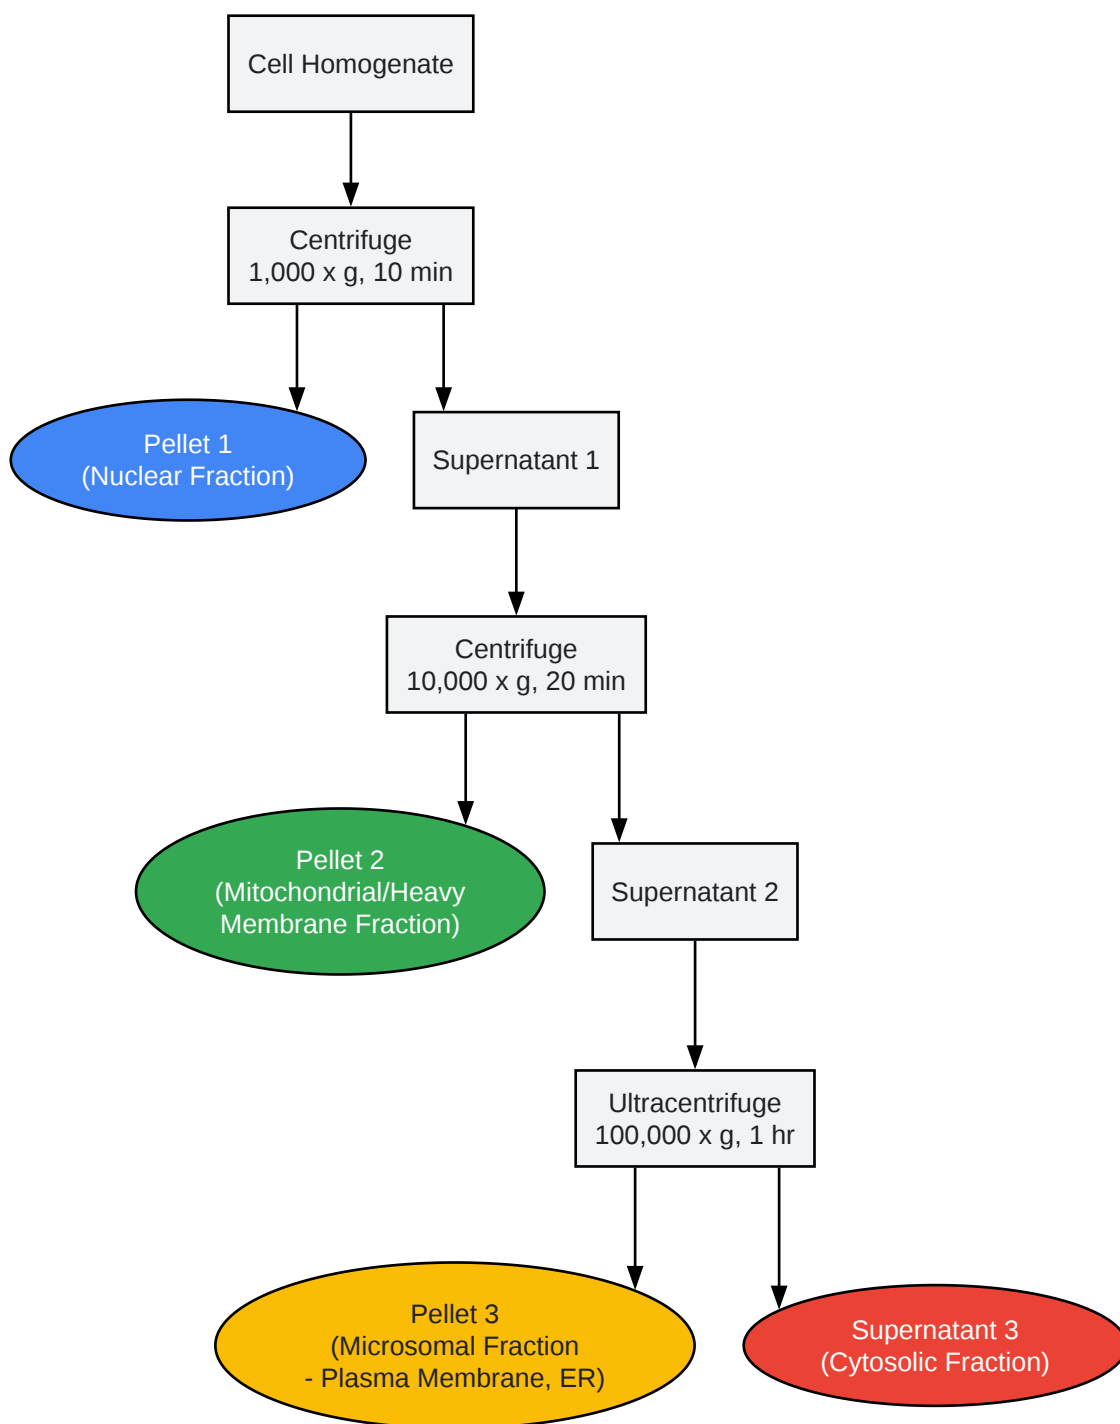 Cell Homogenate
Centrifuge
1,000 x g, 10 min
Pellet 1
(Nuclear Fraction)
Supernatant 1
Centrifuge
10,000 x g, 20 min
Pellet 2
(Mitochondrial/Heavy
Membrane Fraction)
Supernatant 2
Ultracentrifuge
100,000 x g, 1 hr
Pellet 3
(Microsomal Fraction
- Plasma Membrane, ER)
Supernatant 3
(Cytosolic Fraction)